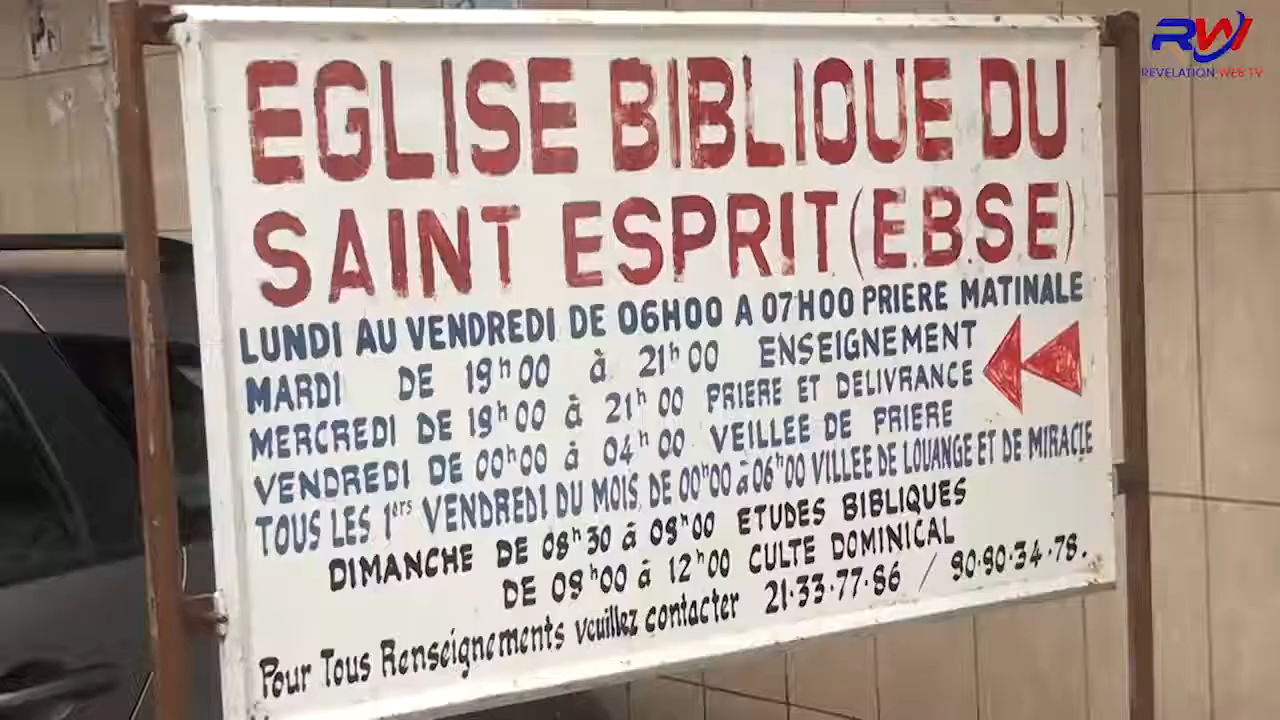 RW
REVELATION WEB TV
EGLISE BIBLIQUE DU
SAINT ESPRIT (E.B.S.E)
LUNDI AU VENDREDI DE 06H00 A 07H00 PRIERE MATINALE
MARDI DE 19h00 à 21h00 ENSEIGNEMENT
MERCREDI DE 19h00 à 21h00 PRIERE ET DELIVRANCE
VENDREDI DE 00h00 à 04h00 VEILLEE DE PRIERE
TOUS LES 1ers VENDREDI DU MOIS, DE 00h00 à 06h00 VILLEE DE LOUANGE ET DE MIRACLE
DIMANCHE DE 08h30 à 09h00 ETUDES BIBLIQUES
DE 09h00 à 12h00 CULTE DOMINICAL
Pour Tous Renseignements veuillez contacter 21.33.77.86 / 90.90.34.78.